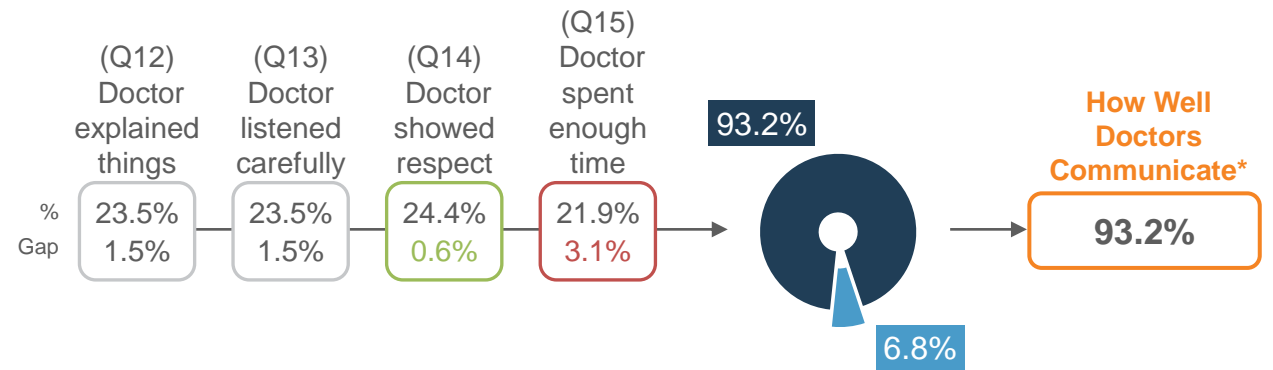 (Q12)
Doctor
explained
things
(Q13)
Doctor
listened
carefully
(Q14)
Doctor
showed
respect
(Q15)
Doctor
spent
enough
time
%
Gap
23.5%
1.5%
23.5%
1.5%
24.4%
0.6%
21.9%
3.1%
93.2%
6.8%
How Well
Doctors
Communicate*
93.2%